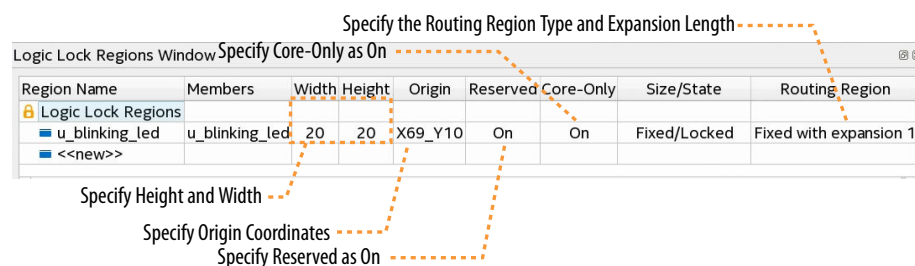 Specify the Routing Region Type and Expansion Length
Logic Lock Regions Window Specify Core-Only as On
Region Name Members Width Height Origin Reserved Core-Only Size/State Routing Region
Logic Lock Regions
u_blinking_led u_blinking_led 20 20 X69_Y10 On On Fixed/Locked Fixed with expansion 1
<<new>>
Specify Height and Width
Specify Origin Coordinates
Specify Reserved as On